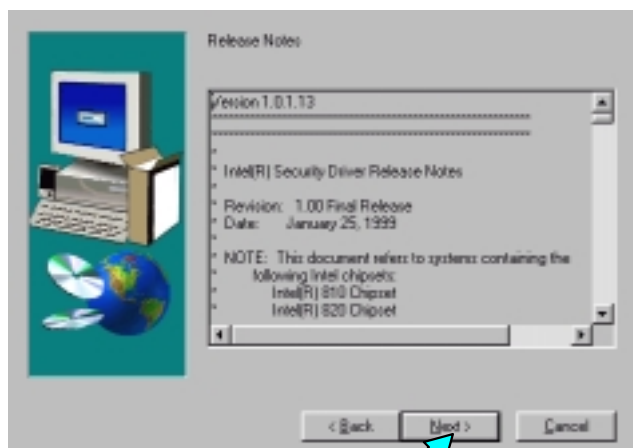 Release Notes
Version 1.0.1.13
*******************************************************************
*******************************************************************
*
* Intel(R) Security Driver Release Notes
*
* Revision: 1.00 Final Release
* Date: January 25, 1999
*
* NOTE: This document refers to systems containing the
* following Intel chipsets:
* Intel(R) 810 Chipset
* Intel(R) 820 Chipset
< Back
Next >
Cancel